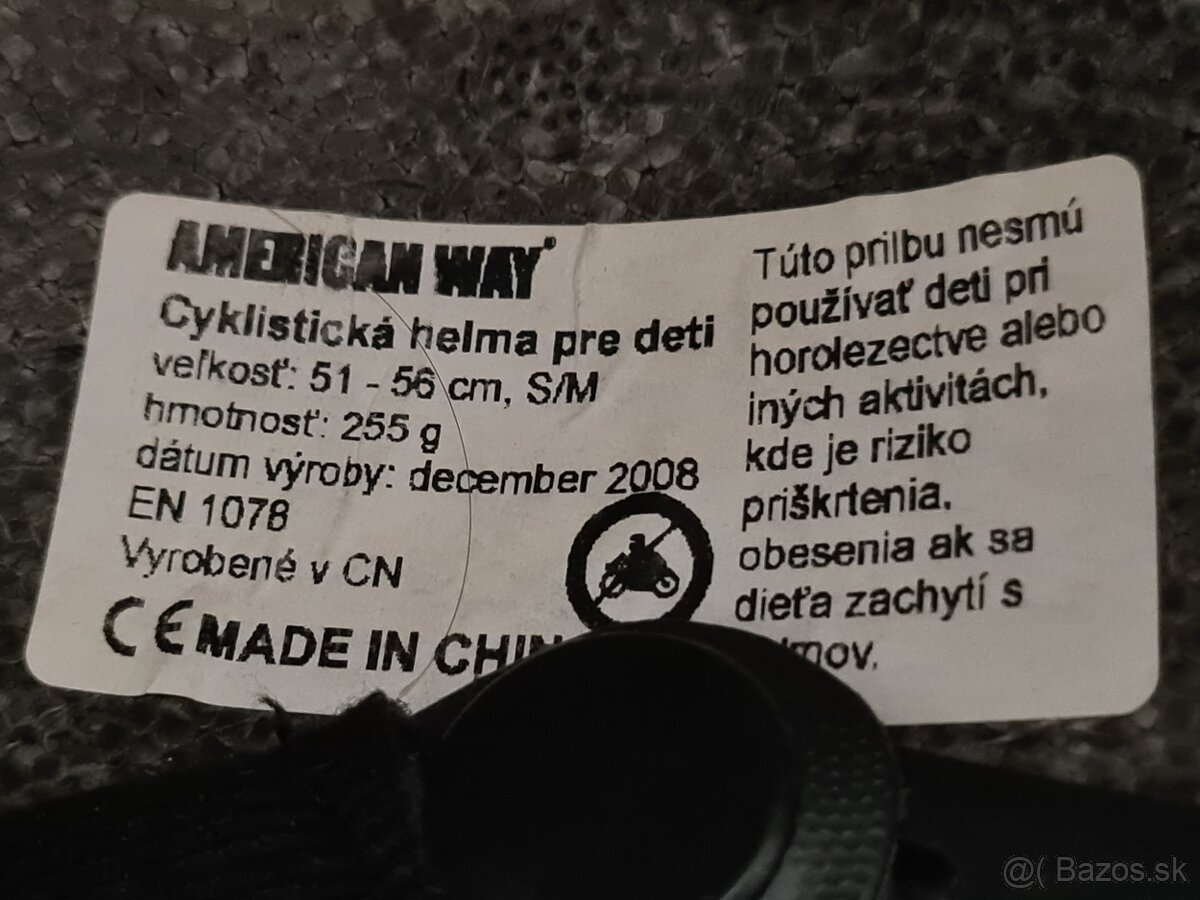 AMERICAN WAY®
Cyklistická helma pre deti
veľkosť: 51 - 56 cm, S/M
hmotnosť: 255 g
dátum výroby: december 2008
EN 1078
Vyrobené v CN
CE MADE IN
Túto prilbu nesmú
používať deti pri
horolezectve alebo
iných aktivitách,
kde je riziko
priškrtenia,
obesenia ak sa
dieťa zachytí s
@( Bazos.sk